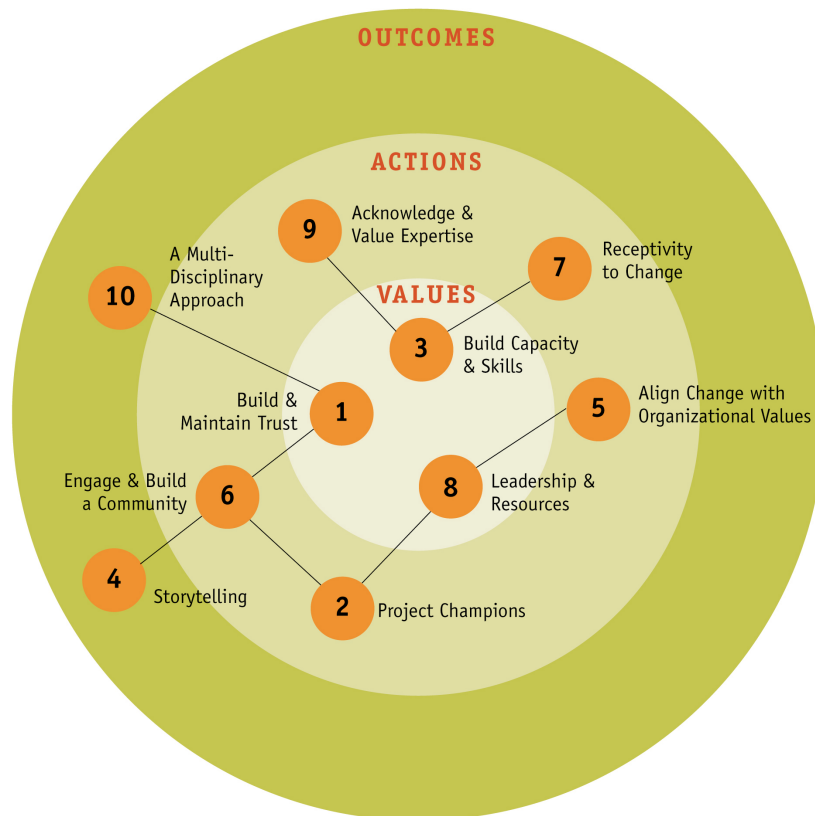 OUTCOMES
ACTIONS
9
Acknowledge &
Value Expertise
7
Receptivity
to Change
10
A Multi-
Disciplinary
Approach
VALUES
3
Build Capacity
& Skills
1
Build &
Maintain Trust
5
Align Change with
Organizational Values
6
Engage & Build
a Community
8
Leadership &
Resources
4
Storytelling
2
Project Champions